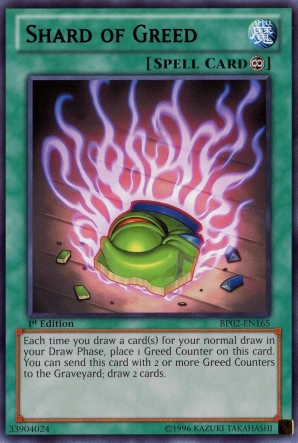 SHARD OF GREED
魔
[SPELL CARD]
1st Edition
BP02-EN165
Each time you draw a card(s) for your normal draw in
your Draw Phase, place 1 Greed Counter on this card.
You can send this card with 2 or more Greed Counters
to the Graveyard; draw 2 cards.
33904024
©1996 KAZUKI TAKAHASHI